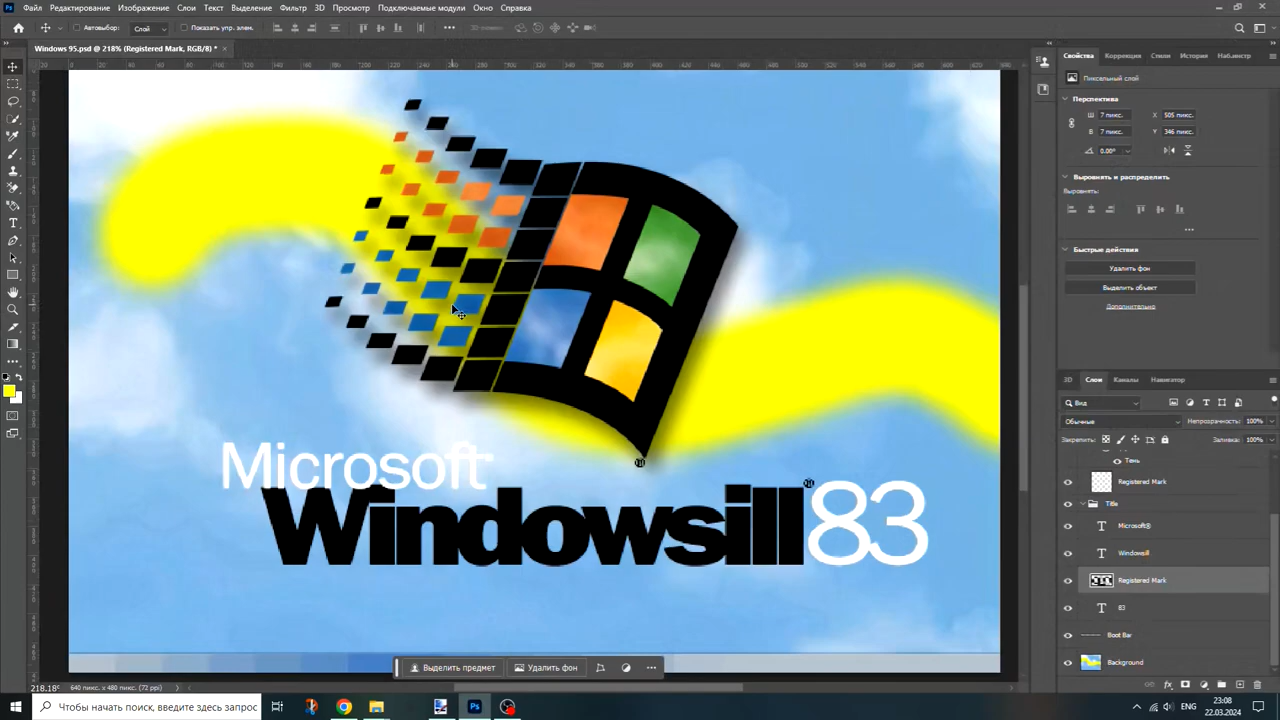 Файл Редактирование Изображение Слои Текст Выделение Фильтр 3D Просмотр Подключаемые модули Окно Справка
Автовыбор: Слой Показать упр. элем.
Windows 95.psd @ 218% (Registered Mark, RGB/8) * ×
Свойства Коррекция Стили История Наб.кистей
Пиксельный слой
Перспектива
Ш 7 пикс. X 505 пикс.
В 7 пикс. Y 346 пикс.
0.00°
Выровнять и распределить
Выровнять:
Быстрые действия
Удалить фон
Выделить объект
Дополнительно
3D Слои Каналы Навигатор
Вид
Обычные Непрозрачность: 100%
Закрепить: Заливка: 100%
Тень
Registered Mark
Title
Microsoft®
Windowsill
Registered Mark
83
Boot Bar
Background
Microsoft
Windowsill 83
Выделить предмет Удалить фон
218.18% 640 пикс. x 480 пикс. (72 ppi)
Чтобы начать поиск, введите здесь запрос
23:08
22.03.2024